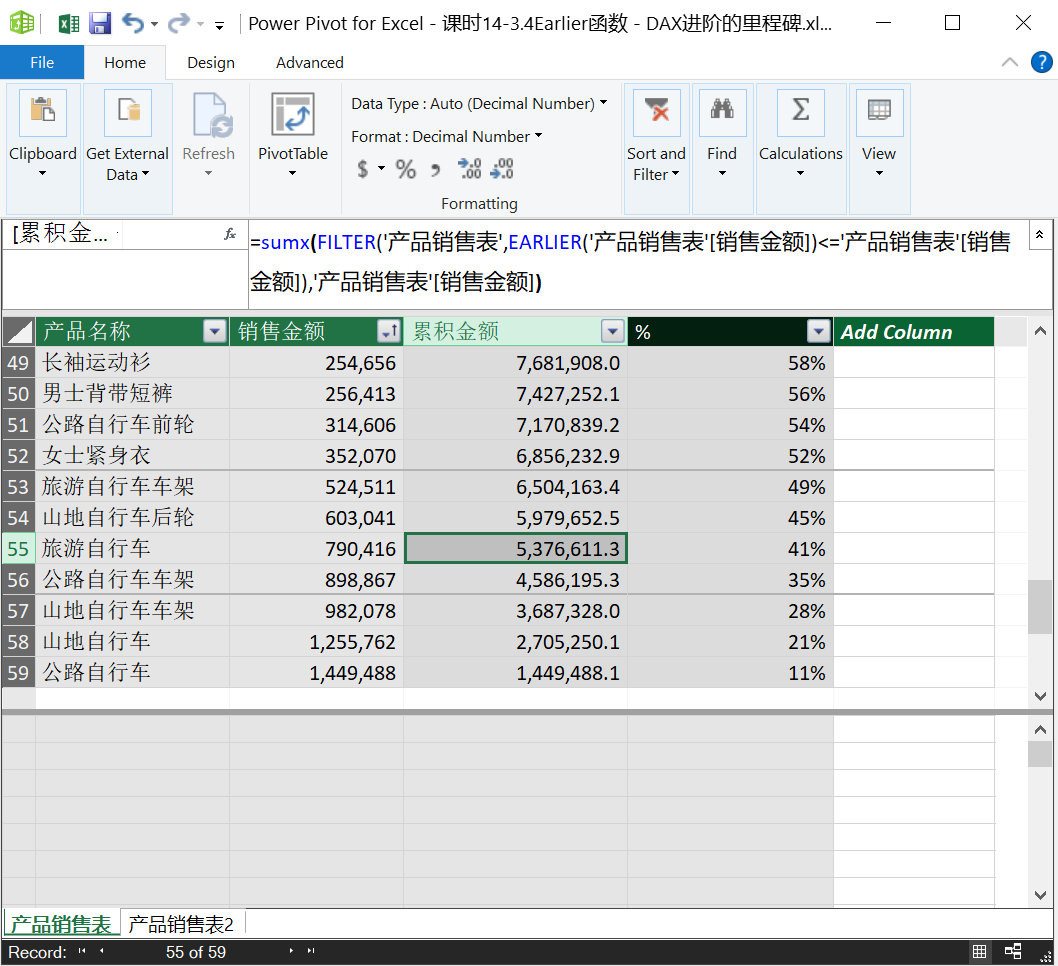 Power Pivot for Excel - 课时14-3.4Earlier函数 - DAX进阶的里程碑.xl...
File Home Design Advanced
Clipboard
Get External Data
Refresh
PivotTable
Data Type : Auto (Decimal Number)
Format : Decimal Number
$ % , .00 .00
Formatting
Sort and Filter
Find
Calculations
View
[累积金... fx =sumx(FILTER('产品销售表',EARLIER('产品销售表'[销售金额])<='产品销售表'[销售
金额]),'产品销售表'[销售金额])
产品名称 销售金额 累积金额 % Add Column
49 长袖运动衫 254,656 7,681,908.0 58%
50 男士背带短裤 256,413 7,427,252.1 56%
51 公路自行车前轮 314,606 7,170,839.2 54%
52 女士紧身衣 352,070 6,856,232.9 52%
53 旅游自行车车架 524,511 6,504,163.4 49%
54 山地自行车后轮 603,041 5,979,652.5 45%
55 旅游自行车 790,416 5,376,611.3 41%
56 公路自行车车架 898,867 4,586,195.3 35%
57 山地自行车车架 982,078 3,687,328.0 28%
58 山地自行车 1,255,762 2,705,250.1 21%
59 公路自行车 1,449,488 1,449,488.1 11%
产品销售表 产品销售表2
Record: 55 of 59